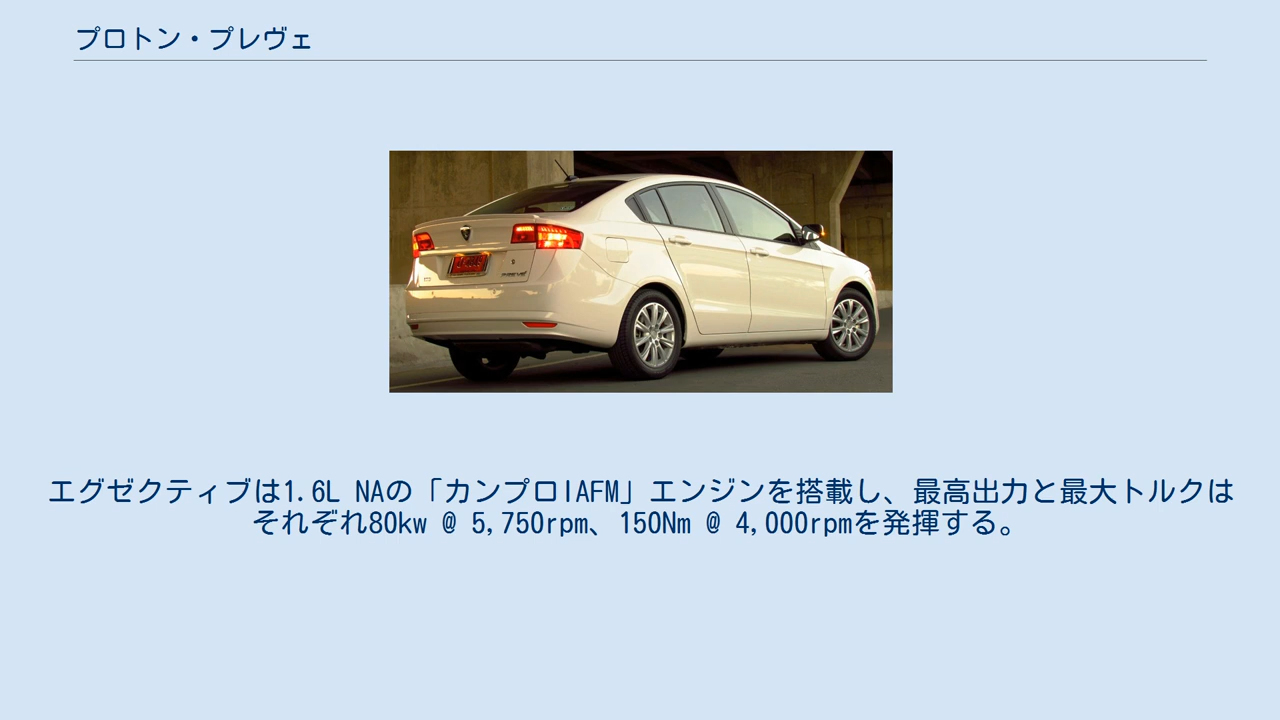 プロトン・プレヴェ
エグゼクティブは1.6L NAの「カンプロIAFM」エンジンを搭載し、最高出力と最大トルクは
それぞれ80kw @ 5,750rpm、150Nm @ 4,000rpmを発揮する。